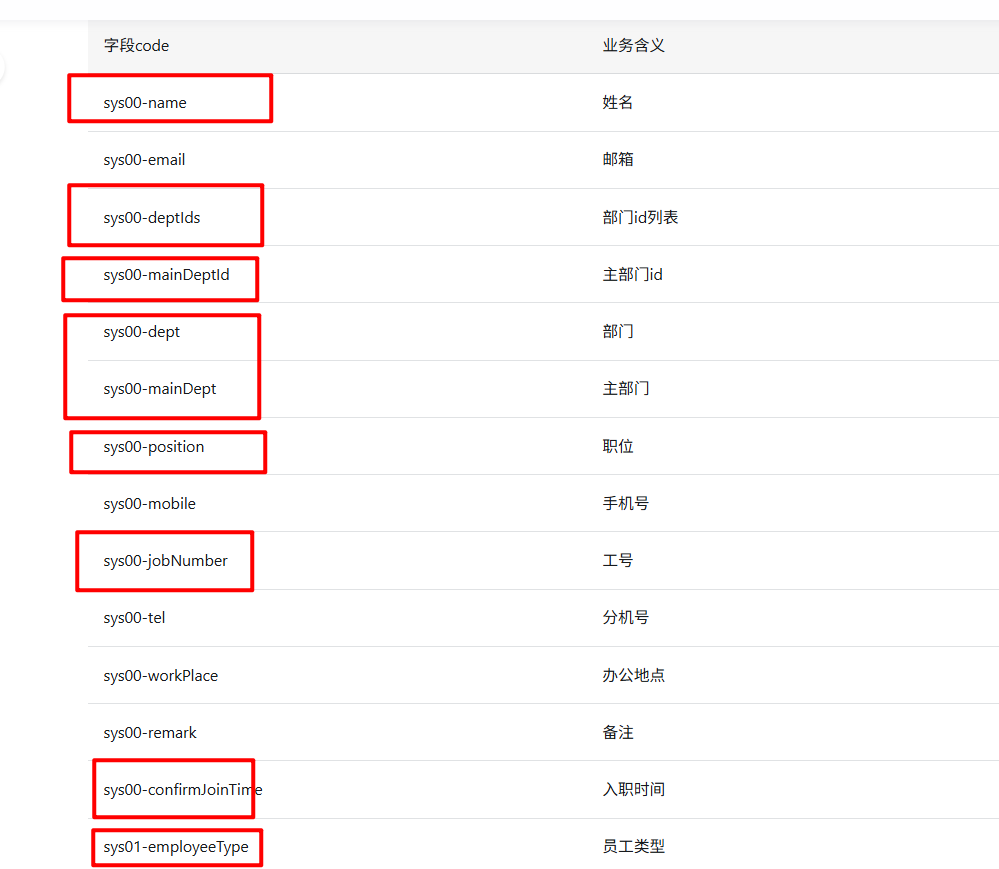 字段code 业务含义
sys00-name 姓名
sys00-email 邮箱
sys00-deptIds 部门id列表
sys00-mainDeptId 主部门id
sys00-dept 部门
sys00-mainDept 主部门
sys00-position 职位
sys00-mobile 手机号
sys00-jobNumber 工号
sys00-tel 分机号
sys00-workPlace 办公地点
sys00-remark 备注
sys00-confirmJoinTime 入职时间
sys01-employeeType 员工类型